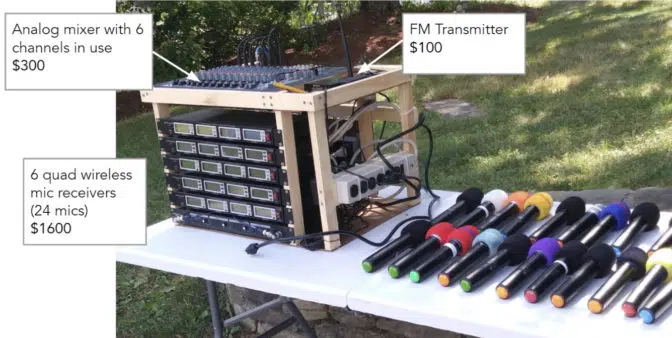 Analog mixer with 6
channels in use
$300
FM Transmitter
$100
6 quad wireless
mic receivers
(24 mics)
$1600